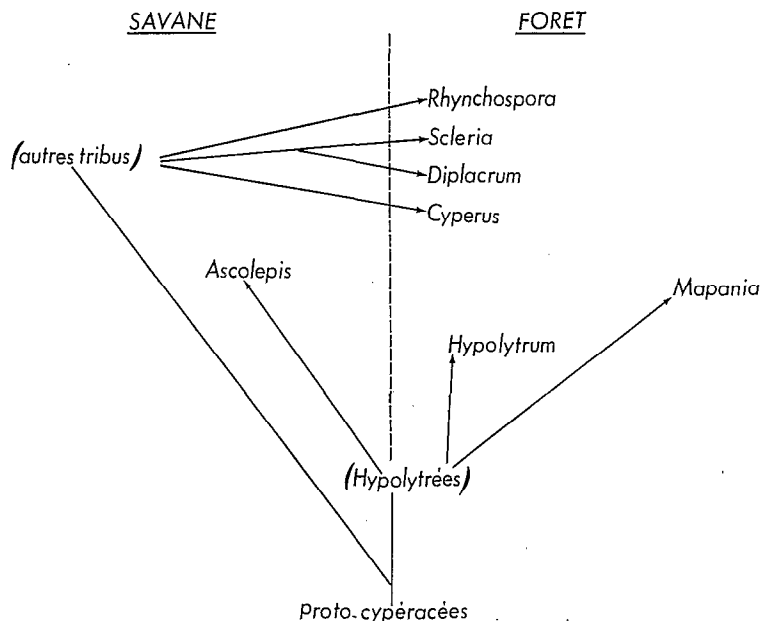 SAVANE
FORET
Rhynchospora
Scleria
(autres tribus)
Diplacrum
Cyperus
Ascolepis
Mapania
Hypolytrum
(Hypolytrées)
proto-cypéracées